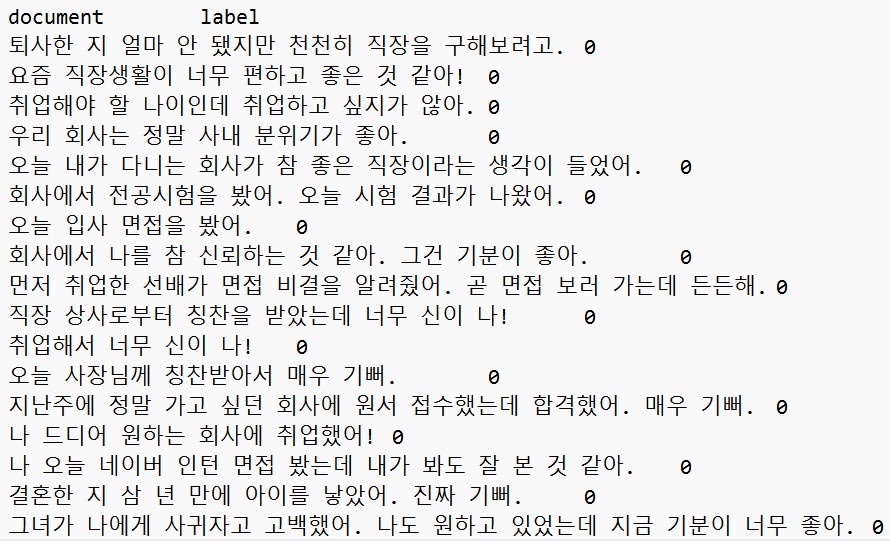 document label
퇴사한 지 얼마 안 됐지만 천천히 직장을 구해보려고. 0
요즘 직장생활이 너무 편하고 좋은 것 같아! 0
취업해야 할 나이인데 취업하고 싶지가 않아. 0
우리 회사는 정말 사내 분위기가 좋아. 0
오늘 내가 다니는 회사가 참 좋은 직장이라는 생각이 들었어. 0
회사에서 전공시험을 봤어. 오늘 시험 결과가 나왔어. 0
오늘 입사 면접을 봤어. 0
회사에서 나를 참 신뢰하는 것 같아. 그건 기분이 좋아. 0
먼저 취업한 선배가 면접 비결을 알려줬어. 곧 면접 보러 가는데 든든해. 0
직장 상사로부터 칭찬을 받았는데 너무 신이 나! 0
취업해서 너무 신이 나! 0
오늘 사장님께 칭찬받아서 매우 기뻐. 0
지난주에 정말 가고 싶던 회사에 원서 접수했는데 합격했어. 매우 기뻐. 0
나 드디어 원하는 회사에 취업했어! 0
나 오늘 네이버 인턴 면접 봤는데 내가 봐도 잘 본 것 같아. 0
결혼한 지 삼 년 만에 아이를 낳았어. 진짜 기뻐. 0
그녀가 나에게 사귀자고 고백했어. 나도 원하고 있었는데 지금 기분이 너무 좋아. 0